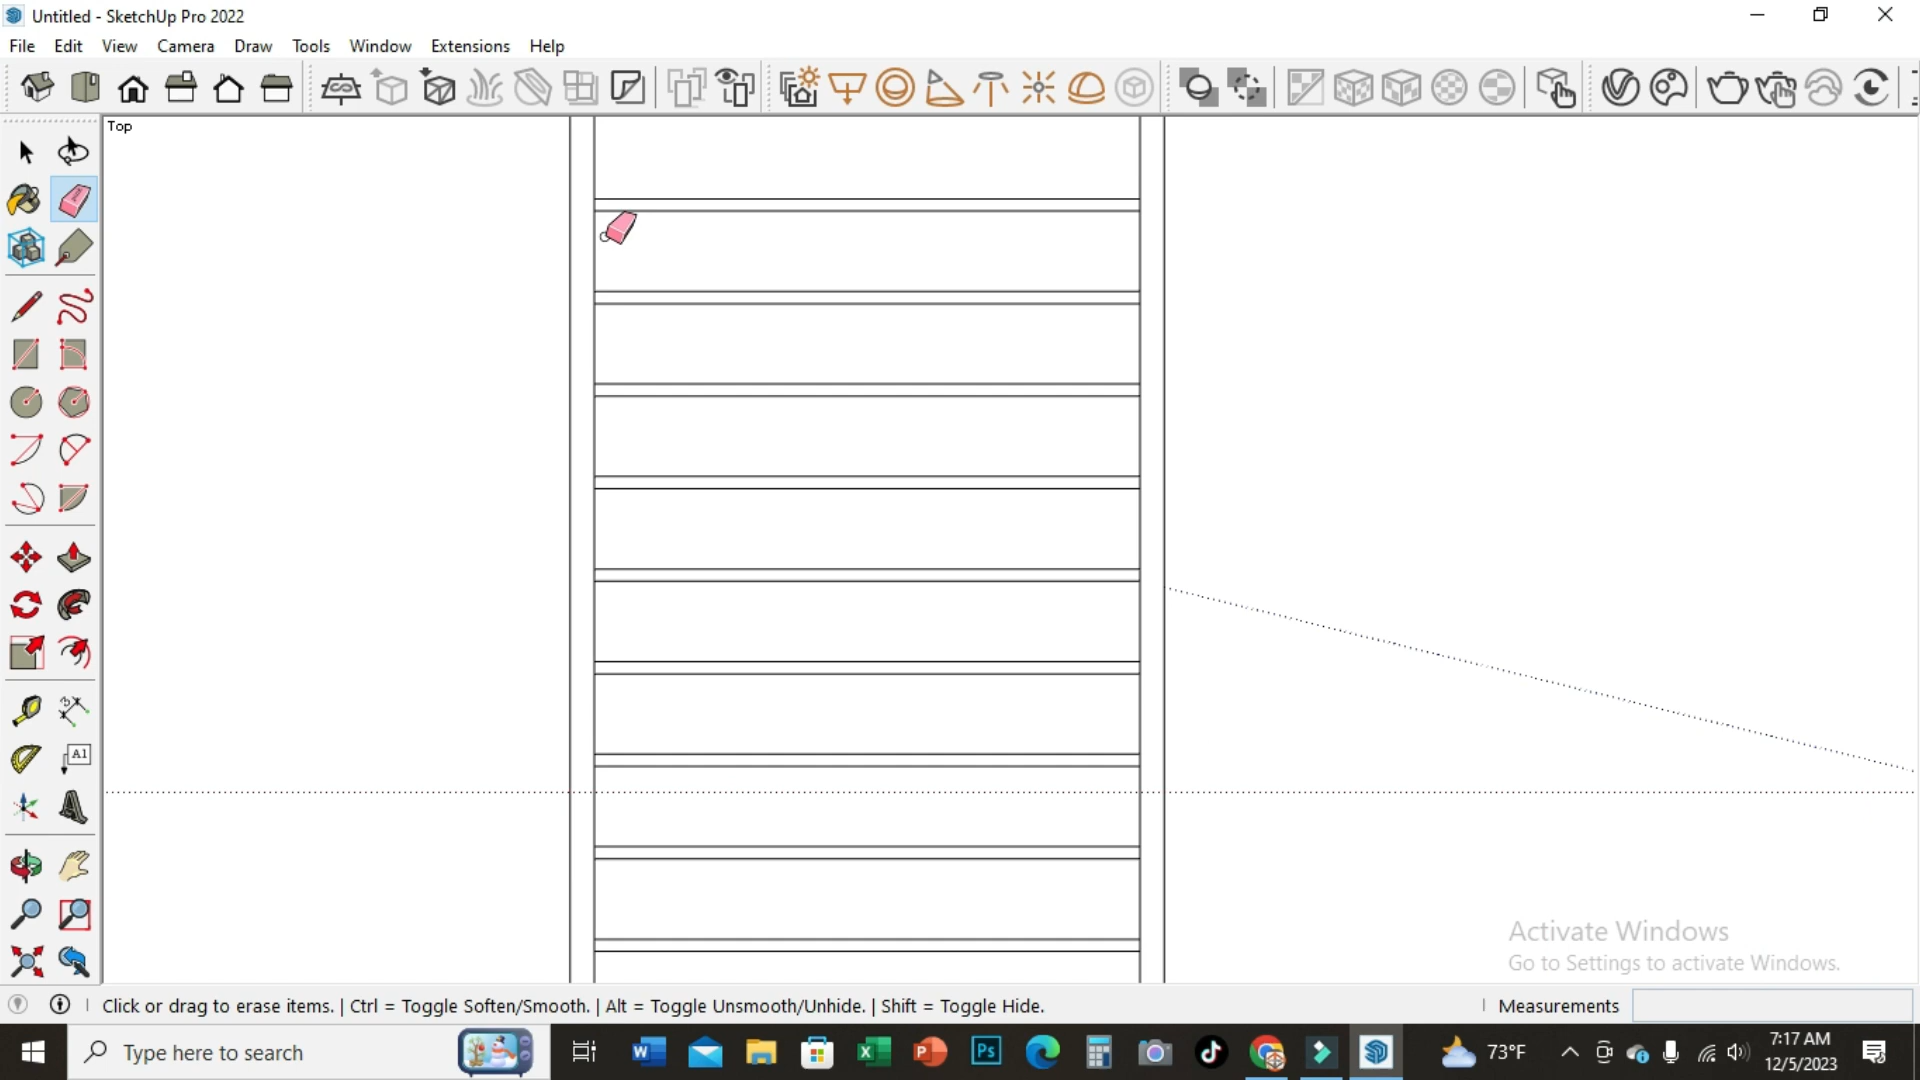 Untitled - SketchUp Pro 2022
File Edit View Camera Draw Tools Window Extensions Help
Top
A1
Activate Windows
Go to Settings to activate Windows.
Click or drag to erase items. | Ctrl = Toggle Soften/Smooth. | Alt = Toggle Unsmooth/Unhide. | Shift = Toggle Hide.
Measurements
Type here to search
W
X
P
Ps
73°F
7:17 AM
12/5/2023